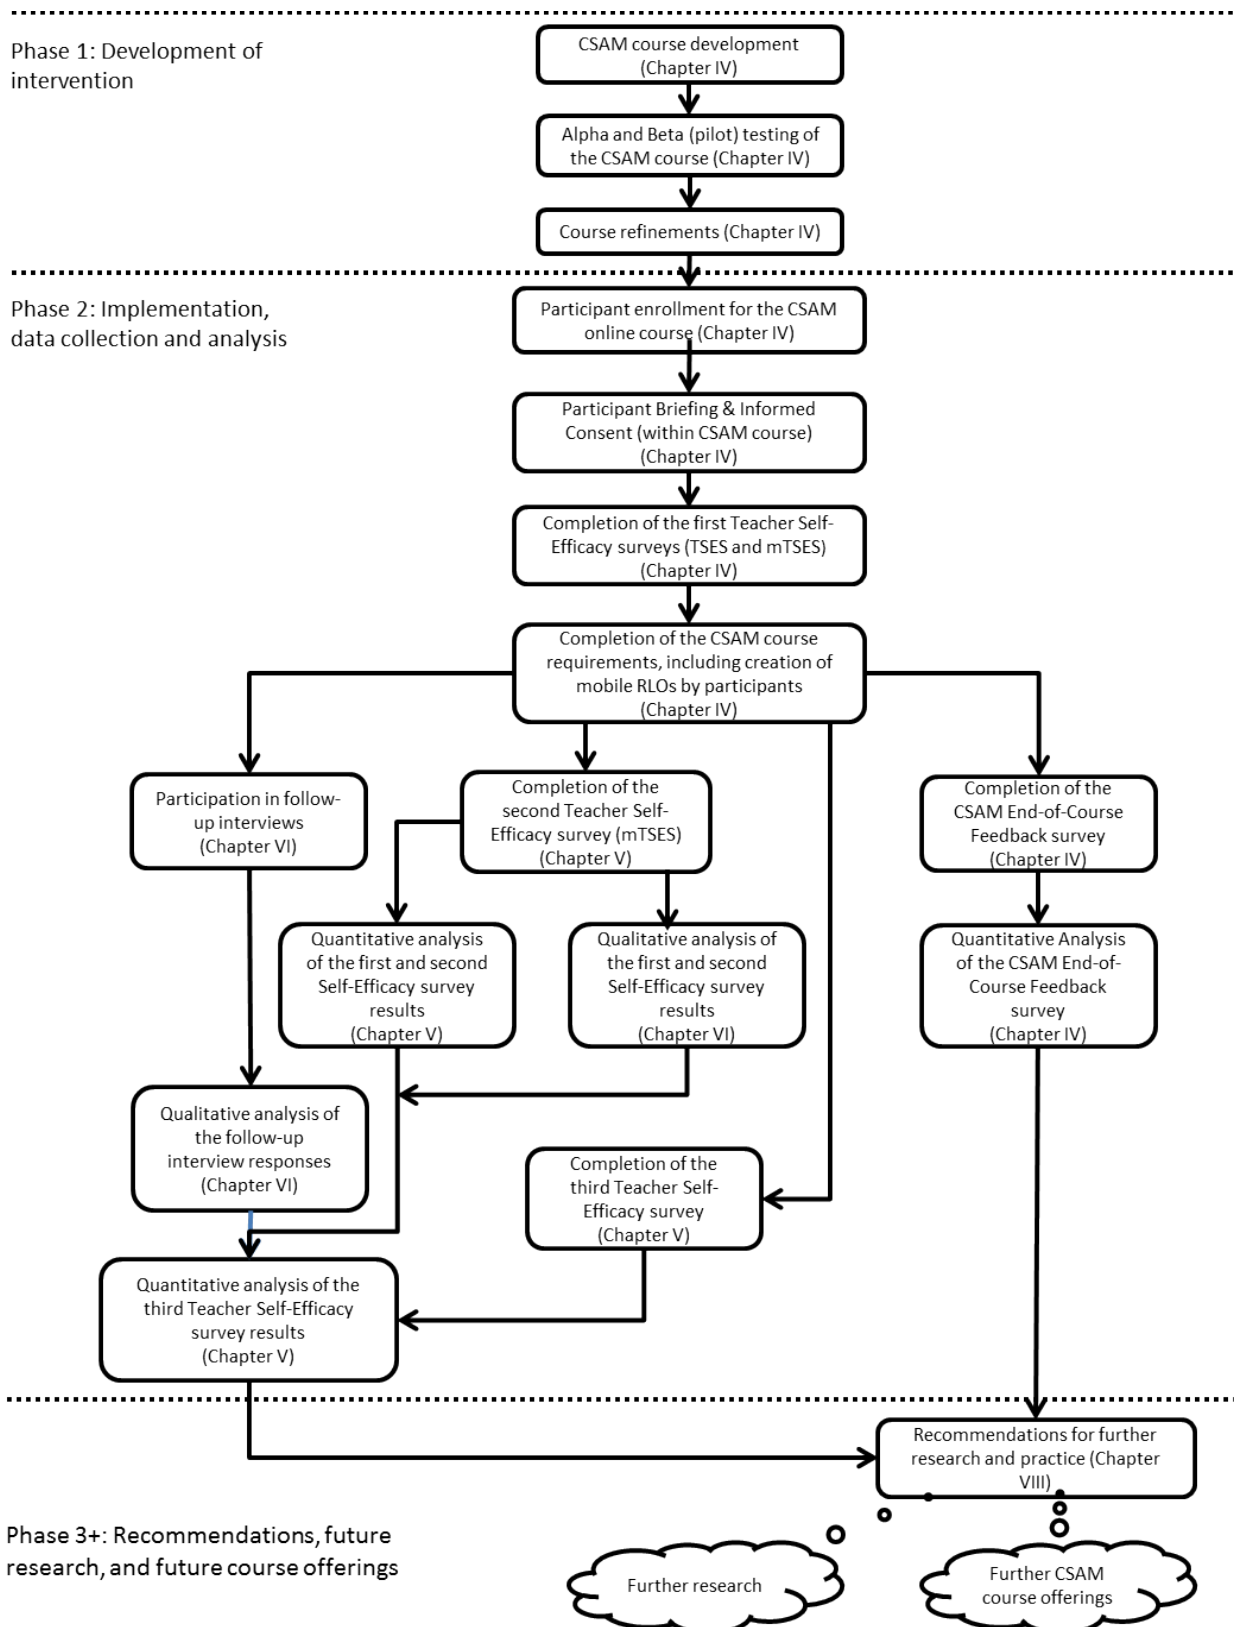 Phase 1: Development of
intervention
CSAM course development
(Chapter IV)
Alpha and Beta (pilot) testing of
the CSAM course (Chapter IV)
Course refinements (Chapter IV)
Phase 2: Implementation,
data collection and analysis
Participant enrollment for the CSAM
online course (Chapter IV)
Participant Briefing & Informed
Consent (within CSAM course)
(Chapter IV)
Completion of the first Teacher Self-
Efficacy surveys (TSES and mTSES)
(Chapter IV)
Completion of the CSAM course
requirements, including creation of
mobile RLOs by participants
(Chapter IV)
Participation in follow-
up interviews
(Chapter VI)
Completion of the
second Teacher Self-
Efficacy survey (mTSES)
(Chapter V)
Completion of the
CSAM End-of-Course
Feedback survey
(Chapter IV)
Quantitative analysis
of the first and second
Self-Efficacy survey
results
(Chapter V)
Qualitative analysis of
the first and second
Self-Efficacy survey
results
(Chapter VI)
Quantitative Analysis
of the CSAM End-of-
Course Feedback
survey
(Chapter IV)
Qualitative analysis of
the follow-up
interview responses
(Chapter VI)
Completion of the
third Teacher Self-
Efficacy survey
(Chapter V)
Quantitative analysis of the
third Teacher Self-Efficacy
survey results
(Chapter V)
Recommendations for further
research and practice (Chapter
VIII)
Phase 3+: Recommendations, future
research, and future course offerings
Further research
Further CSAM
course offerings